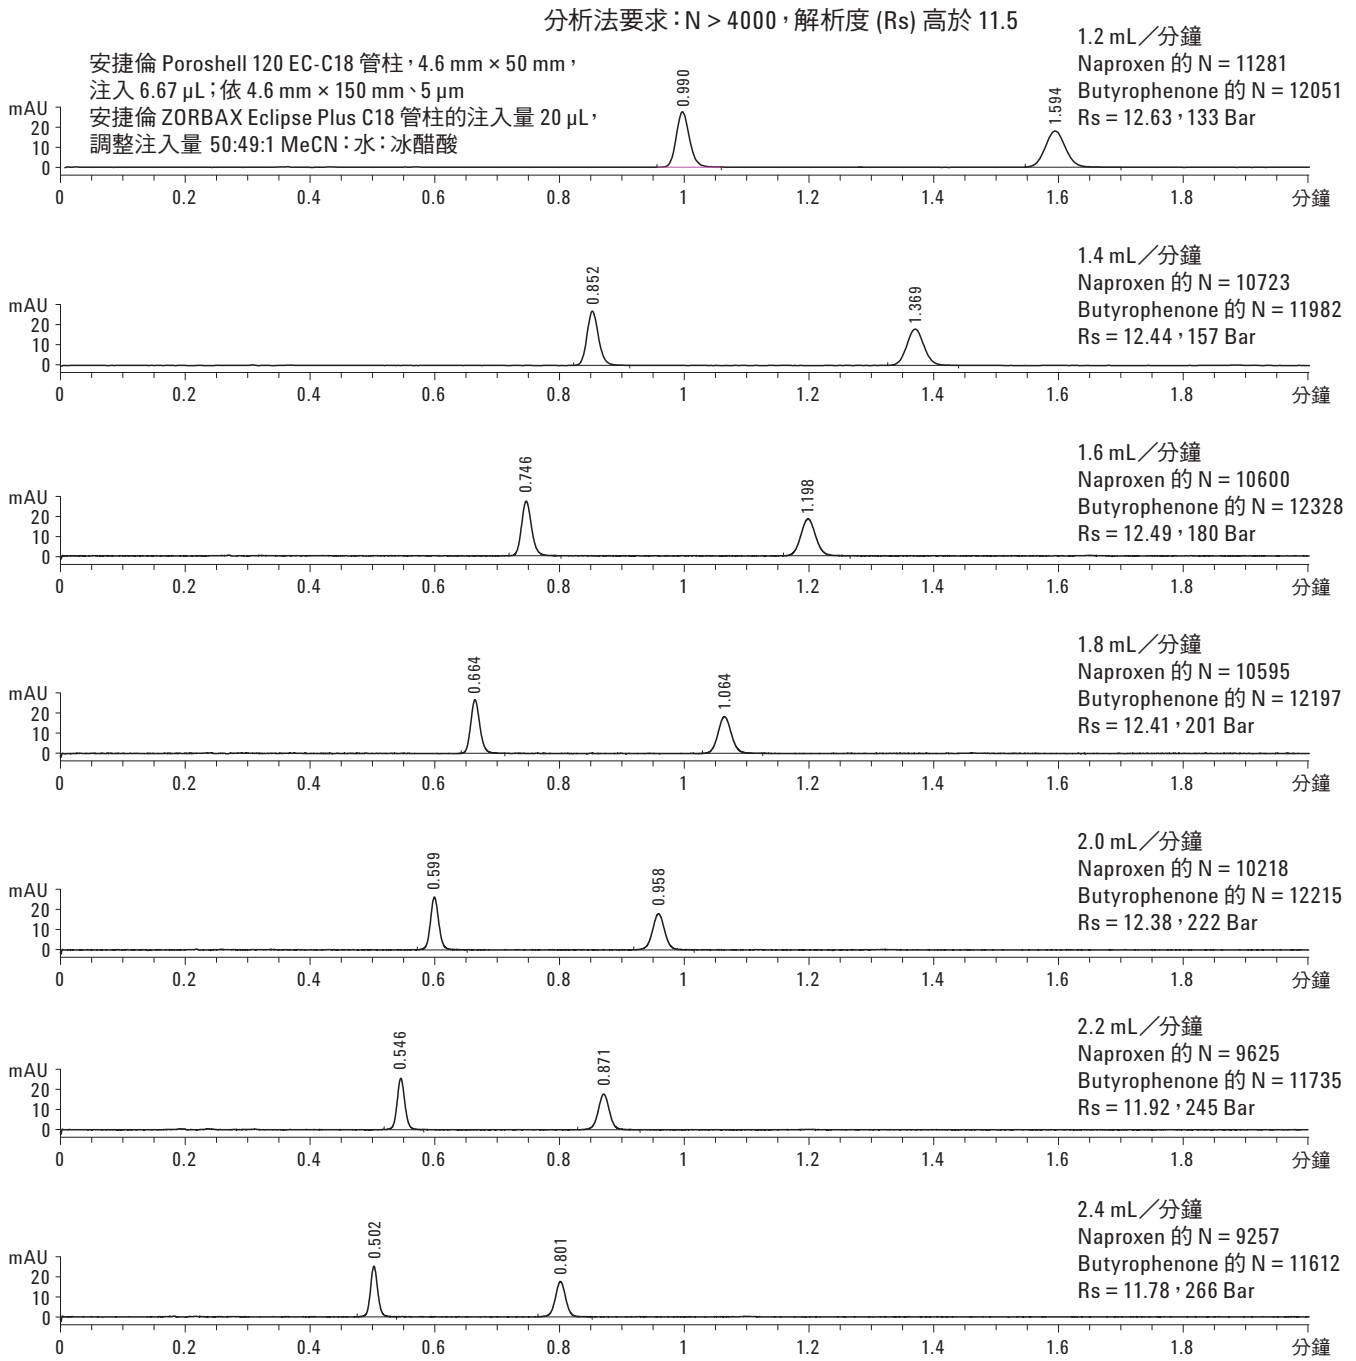 分析法要求：N > 4000，解析度 (Rs) 高於 11.5
安捷倫 Poroshell 120 EC-C18 管柱，4.6 mm × 50 mm，
注入 6.67 µL；依 4.6 mm × 150 mm、5 µm
安捷倫 ZORBAX Eclipse Plus C18 管柱的注入量 20 µL，
調整注入量 50:49:1 MeCN：水：冰醋酸
1.2 mL／分鐘
Naproxen 的 N = 11281
Butyrophenone 的 N = 12051
Rs = 12.63，133 Bar
mAU
20
10
0
0.990
1.594
0 0.2 0.4 0.6 0.8 1 1.2 1.4 1.6 1.8 分鐘
1.4 mL／分鐘
Naproxen 的 N = 10723
Butyrophenone 的 N = 11982
Rs = 12.44，157 Bar
mAU
20
10
0
0.852
1.369
0 0.2 0.4 0.6 0.8 1 1.2 1.4 1.6 1.8 分鐘
1.6 mL／分鐘
Naproxen 的 N = 10600
Butyrophenone 的 N = 12328
Rs = 12.49，180 Bar
mAU
20
10
0
0.746
1.198
0 0.2 0.4 0.6 0.8 1 1.2 1.4 1.6 1.8 分鐘
1.8 mL／分鐘
Naproxen 的 N = 10595
Butyrophenone 的 N = 12197
Rs = 12.41，201 Bar
mAU
20
10
0
0.664
1.064
0 0.2 0.4 0.6 0.8 1 1.2 1.4 1.6 1.8 分鐘
2.0 mL／分鐘
Naproxen 的 N = 10218
Butyrophenone 的 N = 12215
Rs = 12.38，222 Bar
mAU
20
10
0
0.599
0.958
0 0.2 0.4 0.6 0.8 1 1.2 1.4 1.6 1.8 分鐘
2.2 mL／分鐘
Naproxen 的 N = 9625
Butyrophenone 的 N = 11735
Rs = 11.92，245 Bar
mAU
20
10
0
0.546
0.871
0 0.2 0.4 0.6 0.8 1 1.2 1.4 1.6 1.8 分鐘
2.4 mL／分鐘
Naproxen 的 N = 9257
Butyrophenone 的 N = 11612
Rs = 11.78，266 Bar
mAU
20
10
0
0.502
0.801
0 0.2 0.4 0.6 0.8 1 1.2 1.4 1.6 1.8 分鐘